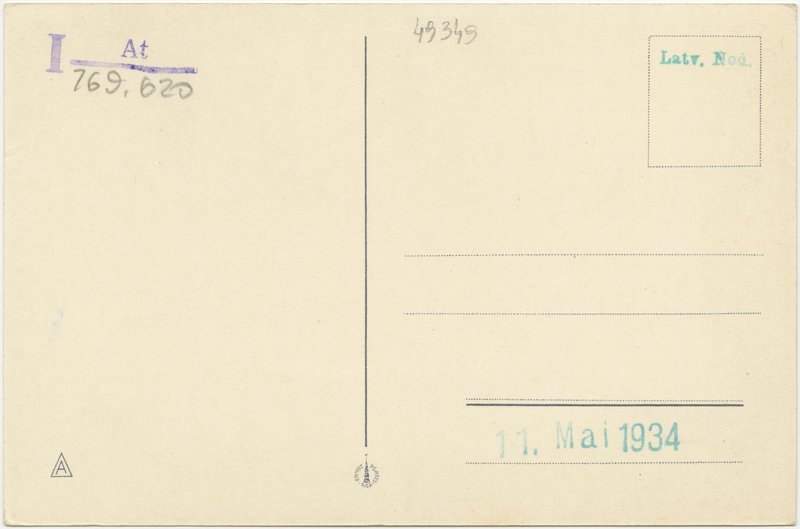 49349
I At
769.620
Latv. Nod.
11. Mai 1934
A